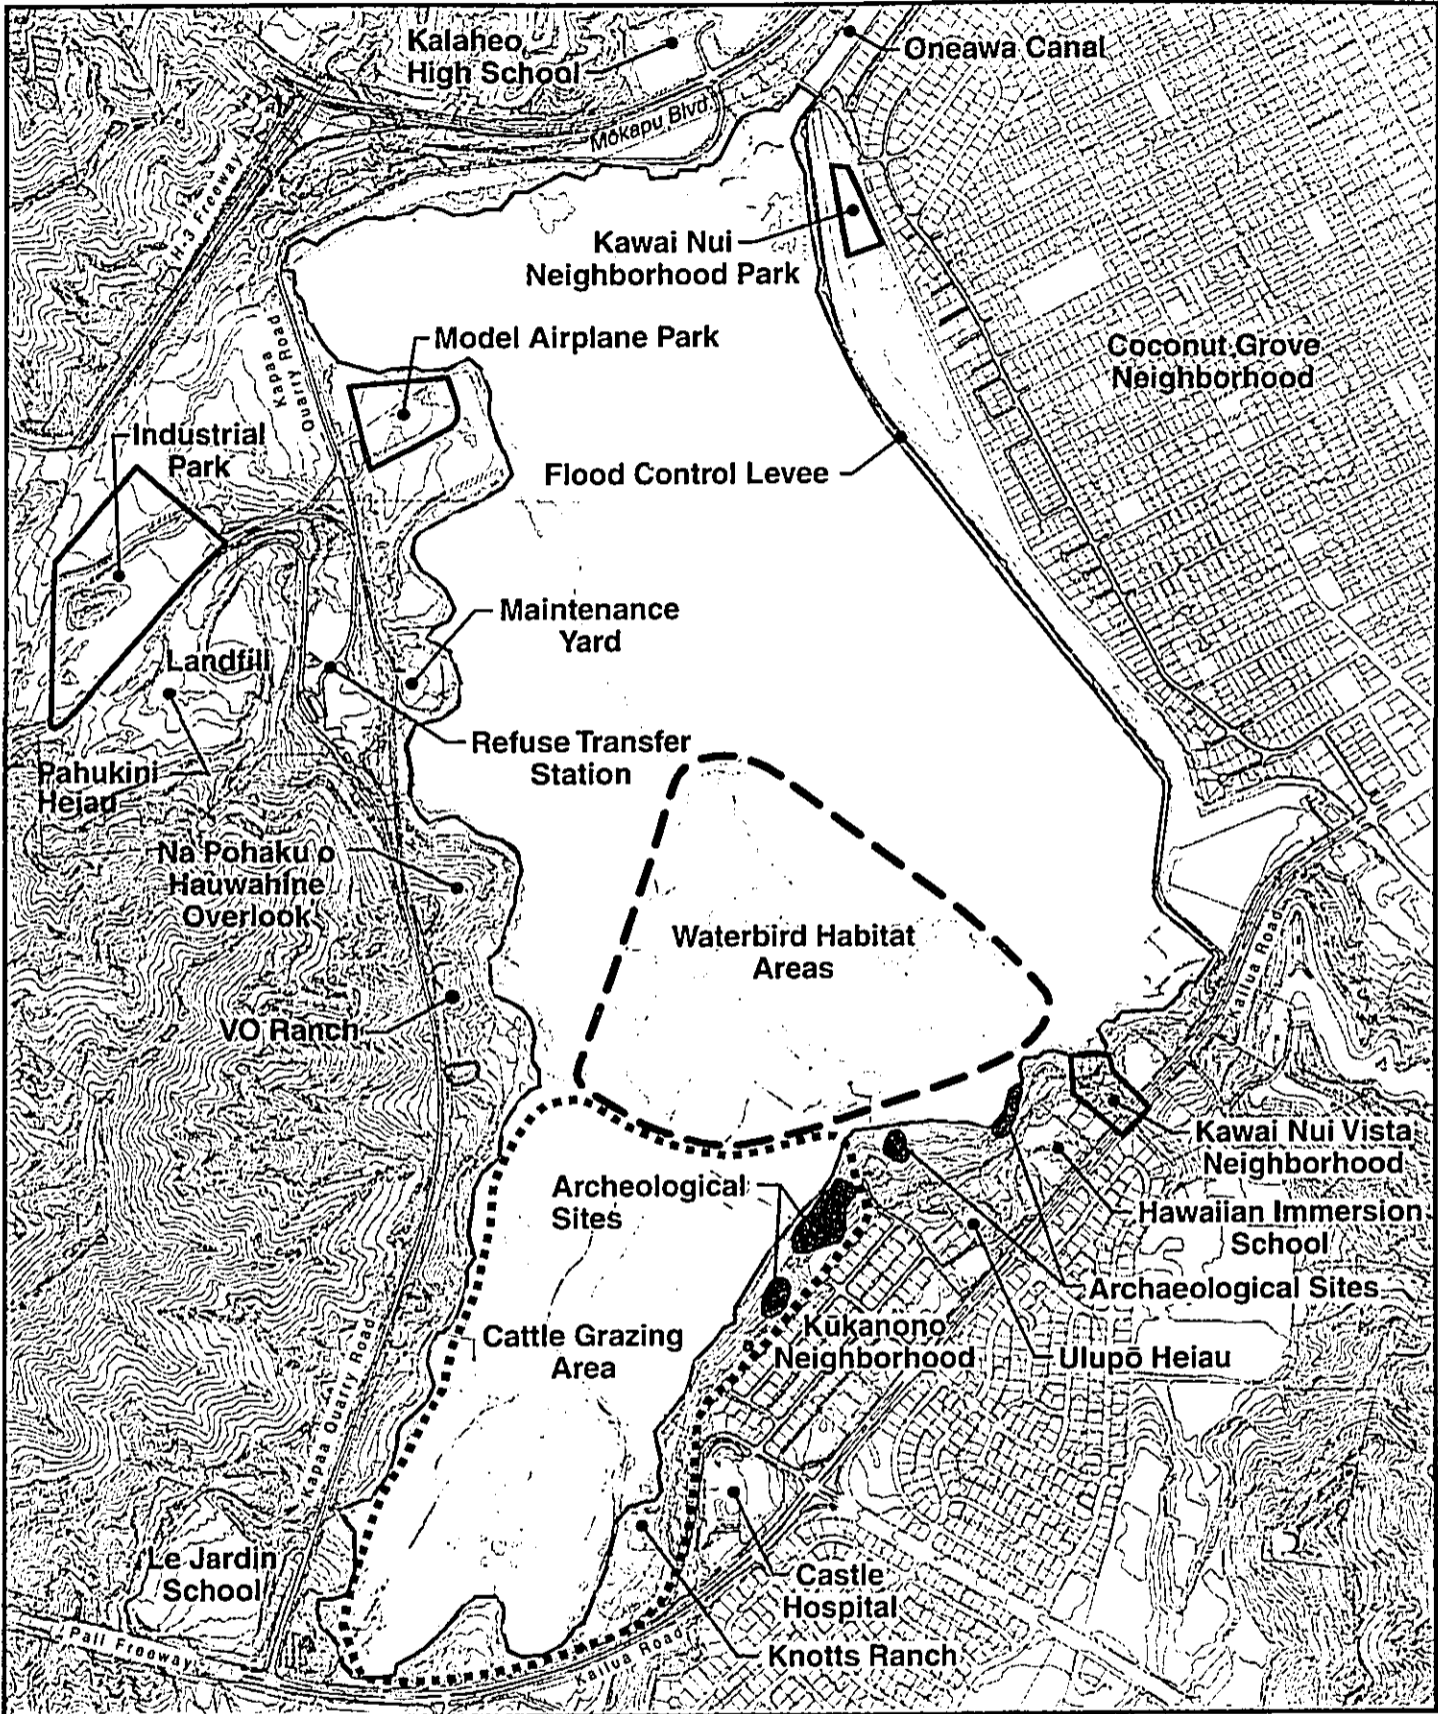 Kalaheo
High School
Oneawa Canal
Mokapu Blvd.
H-3 Freeway
Kawai Nui
Neighborhood Park
Kapaa
Quarry Road
Model Airplane Park
Coconut Grove
Neighborhood
Industrial
Park
Flood Control Levee
Maintenance
Yard
Landfill
Refuse Transfer
Station
Pahukini
Heiau
Na Pohaku o
Hauwahine
Overlook
Waterbird Habitat
Areas
Kailua Road
VO Ranch
Kawai Nui Vista
Neighborhood
Archeological
Sites
Hawaiian Immersion
School
Archaeological Sites
Kapaa Quarry Road
Cattle Grazing
Area
Kūkanono
Neighborhood
Ulupō Heiau
Le Jardin
School
Castle
Hospital
Pali Freeway
Kailua Road
Knotts Ranch